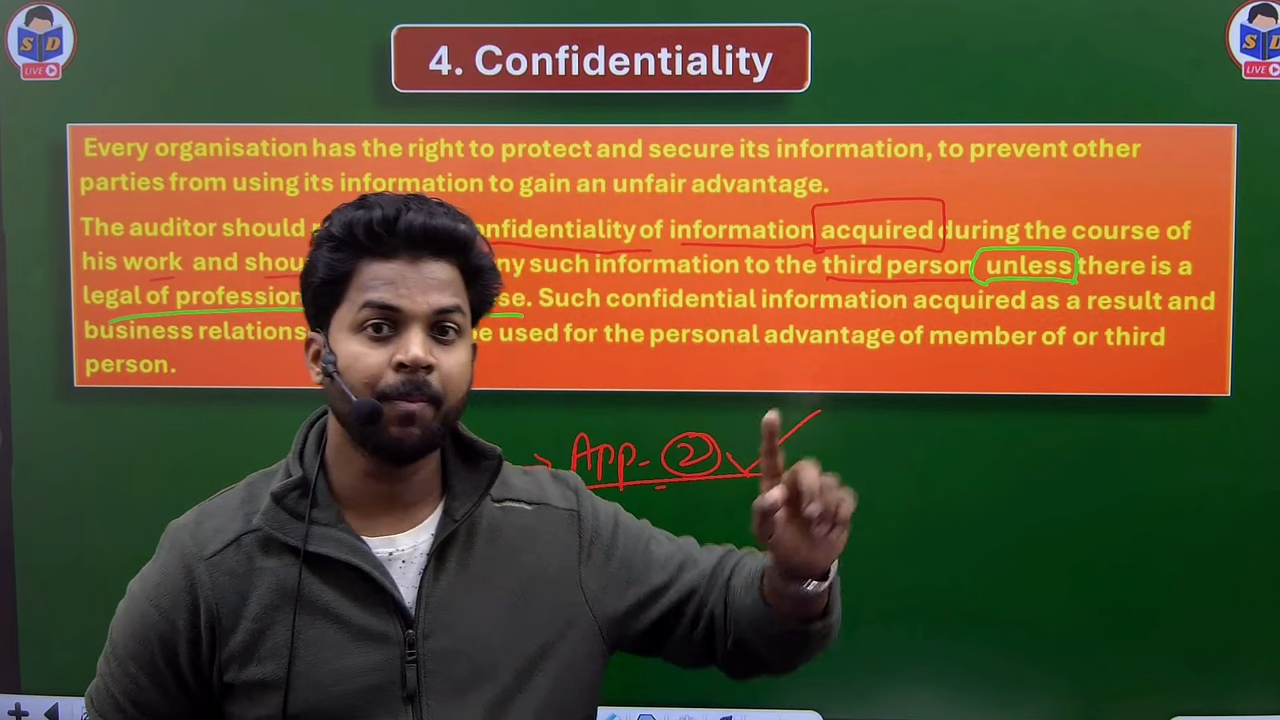 S D
LIVE
4. Confidentiality
S D
LIVE
Every organisation has the right to protect and secure its information, to prevent other
parties from using its information to gain an unfair advantage.
The auditor should nfidentiality of information acquired during the course of
his work and shou ny such information to the third person unless there is a
legal of profession se. Such confidential information acquired as a result and
business relations e used for the personal advantage of member of or third
person.
App- 2